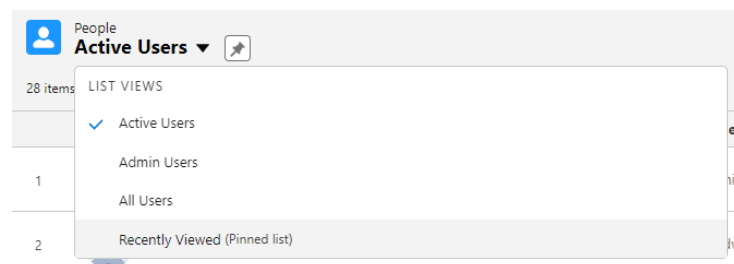 People
Active Users
28 items
LIST VIEWS
Active Users
Admin Users
All Users
Recently Viewed (Pinned list)
1
2